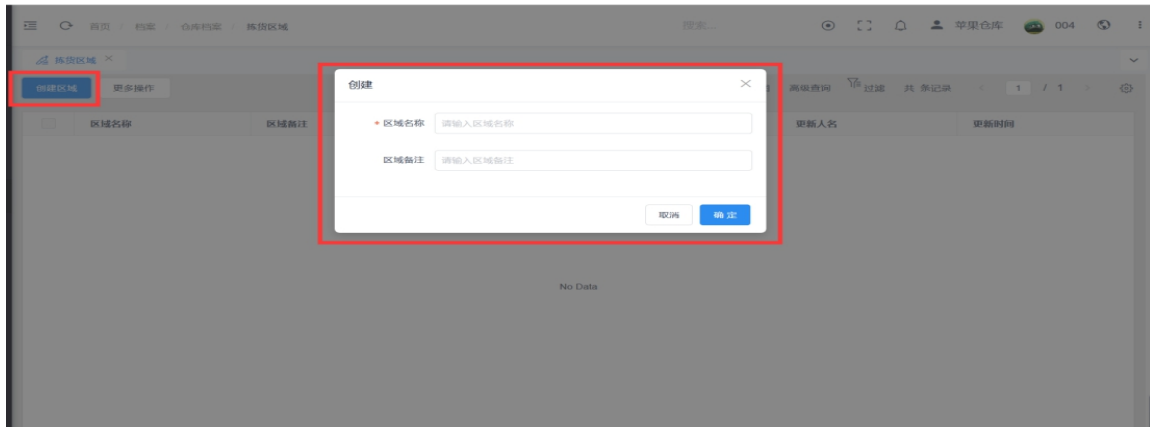 首页 / 档案 / 仓库档案 / 拣货区域
搜索...
苹果仓库
004
拣货区域
创建区域
更多操作
高级查询
过滤
共 条记录
1 / 1
区域名称
区域备注
更新人名
更新时间
创建
* 区域名称
请输入区域名称
区域备注
请输入区域备注
取消
确 定
No Data